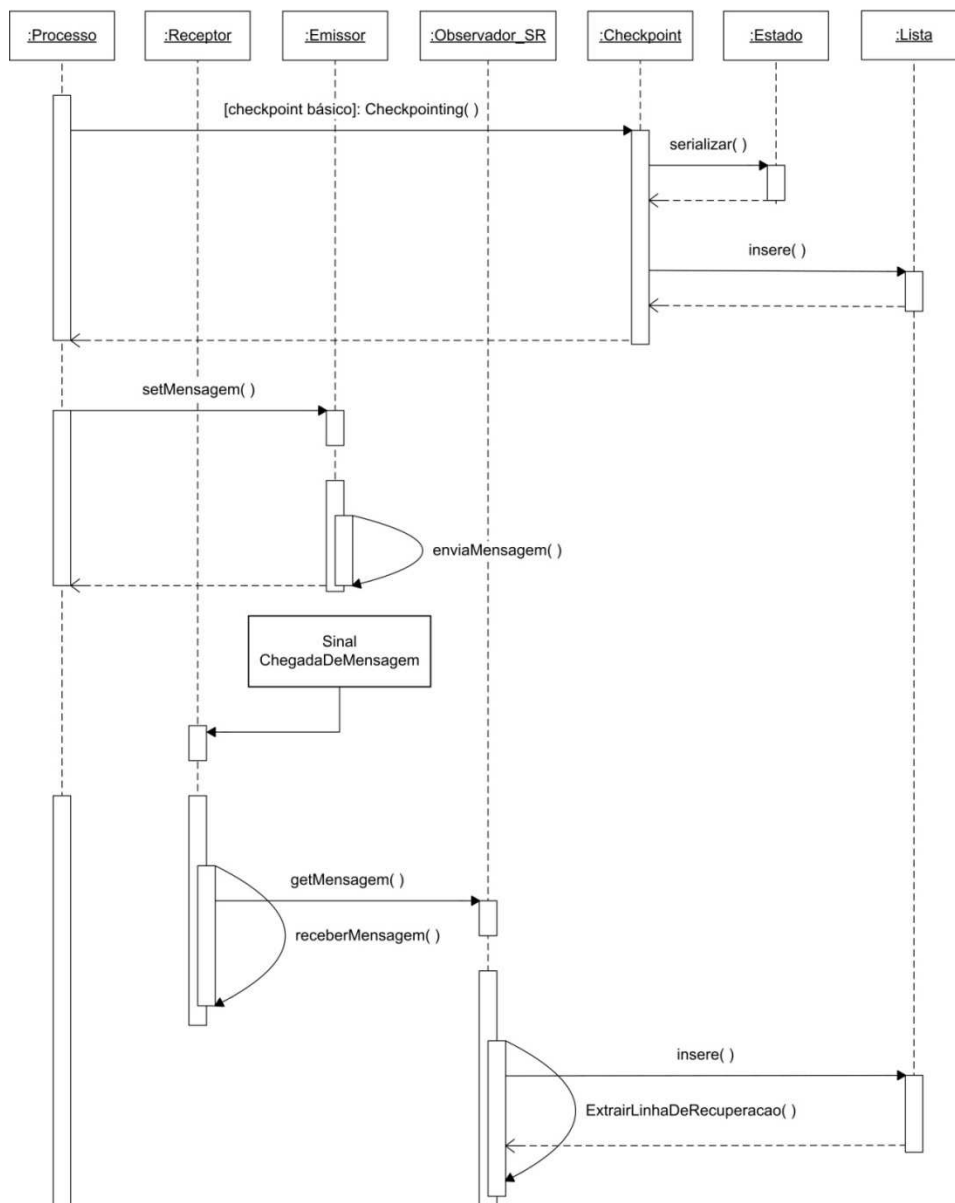 :Processo
:Receptor
:Emissor
:Observador_SR
:Checkpoint
:Estado
:Lista
[checkpoint básico]: Checkpointing( )
serializar( )
insere( )
setMensagem( )
enviaMensagem( )
Sinal
ChegadaDeMensagem
getMensagem( )
receberMensagem( )
insere( )
ExtrairLinhaDeRecuperacao( )